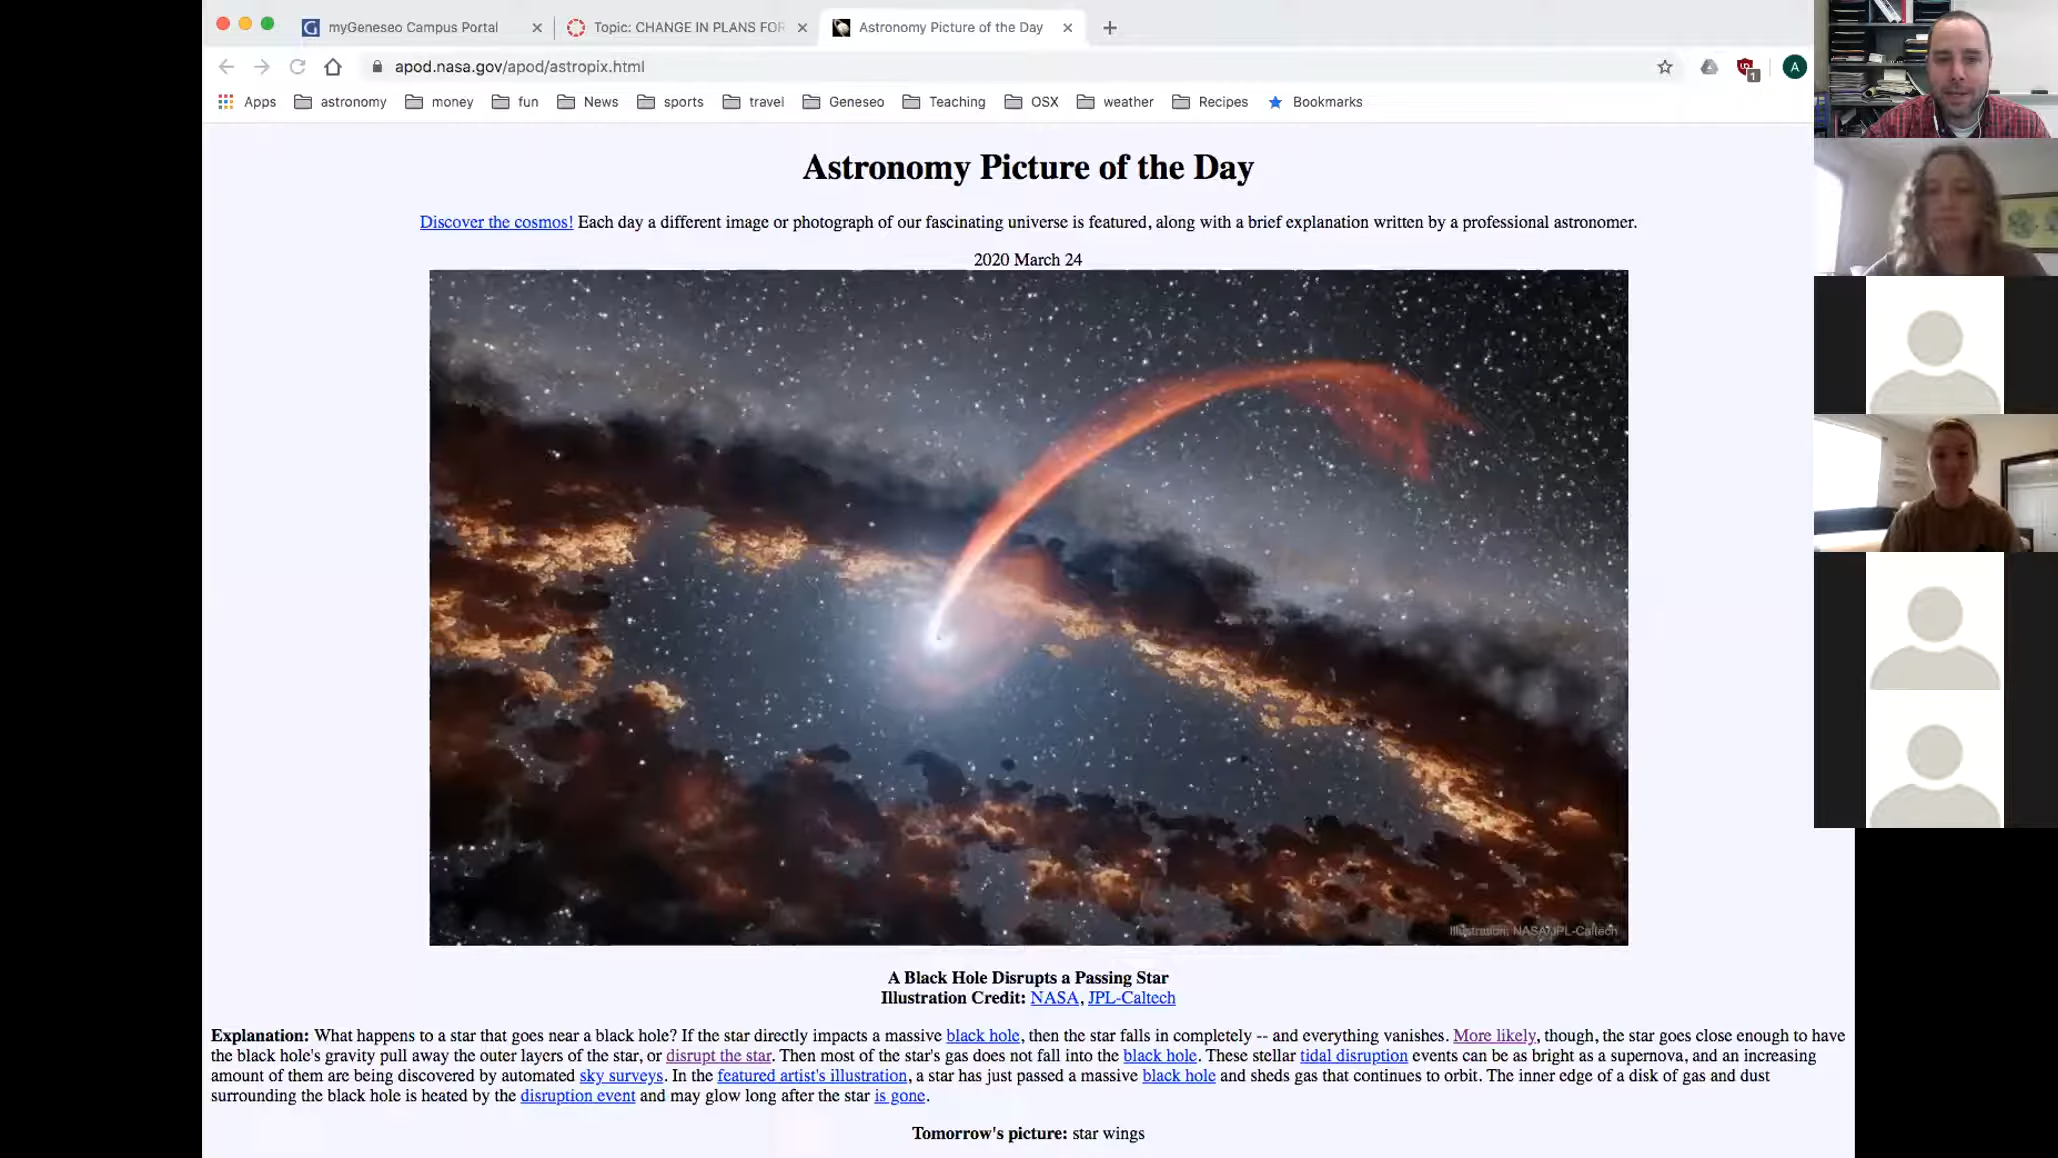 myGeneseo Campus Portal
Topic: CHANGE IN PLANS FOR
Astronomy Picture of the Day
apod.nasa.gov/apod/astropix.html
1
A
Apps
astronomy
money
fun
News
sports
travel
Geneseo
Teaching
OSX
weather
Recipes
Bookmarks
Astronomy Picture of the Day
Discover the cosmos! Each day a different image or photograph of our fascinating universe is featured, along with a brief explanation written by a professional astronomer.
2020 March 24
Illustration: NASA/JPL-Caltech
A Black Hole Disrupts a Passing Star
Illustration Credit: NASA, JPL-Caltech
Explanation: What happens to a star that goes near a black hole? If the star directly impacts a massive black hole, then the star falls in completely -- and everything vanishes. More likely, though, the star goes close enough to have
the black hole's gravity pull away the outer layers of the star, or disrupt the star. Then most of the star's gas does not fall into the black hole. These stellar tidal disruption events can be as bright as a supernova, and an increasing
amount of them are being discovered by automated sky surveys. In the featured artist's illustration, a star has just passed a massive black hole and sheds gas that continues to orbit. The inner edge of a disk of gas and dust
surrounding the black hole is heated by the disruption event and may glow long after the star is gone.
Tomorrow's picture: star wings